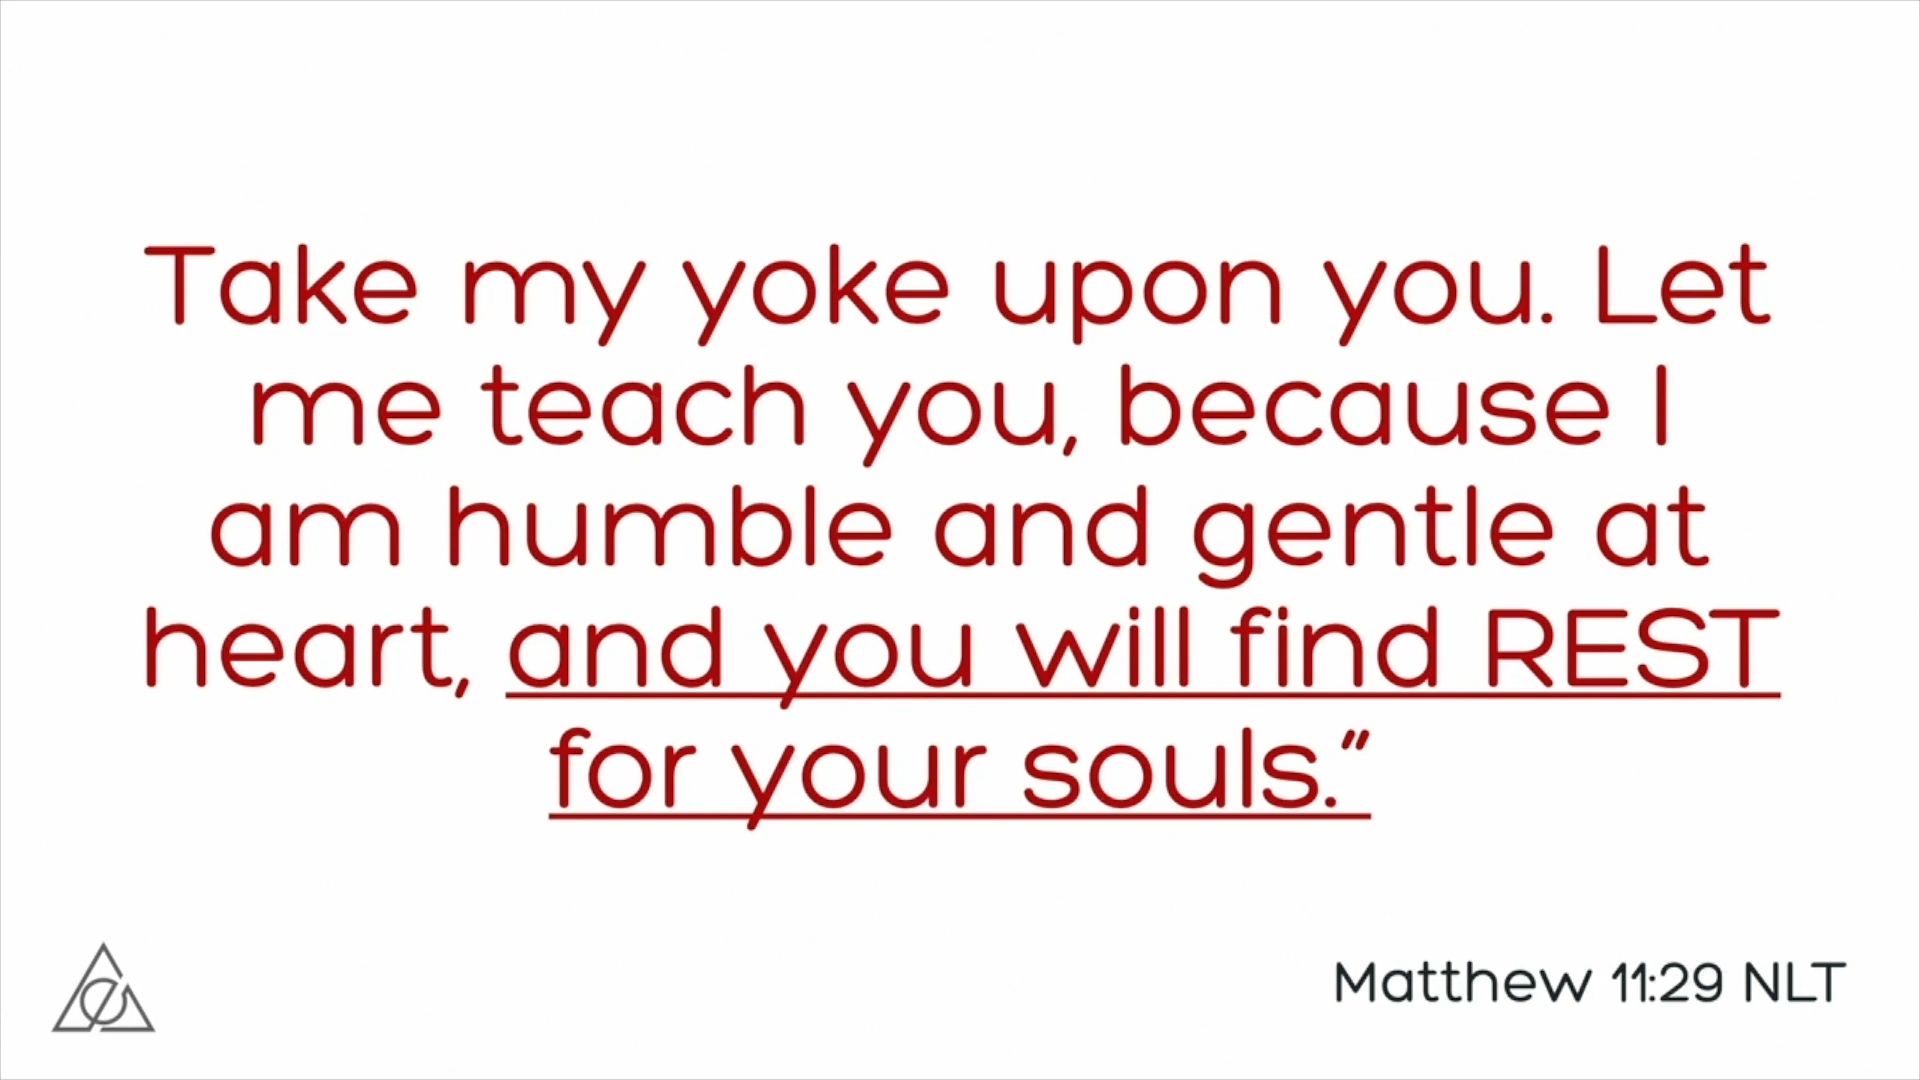 Take my yoke upon you. Let
me teach you, because I
am humble and gentle at
heart, and you will find REST
for your souls.”
Matthew 11:29 NLT